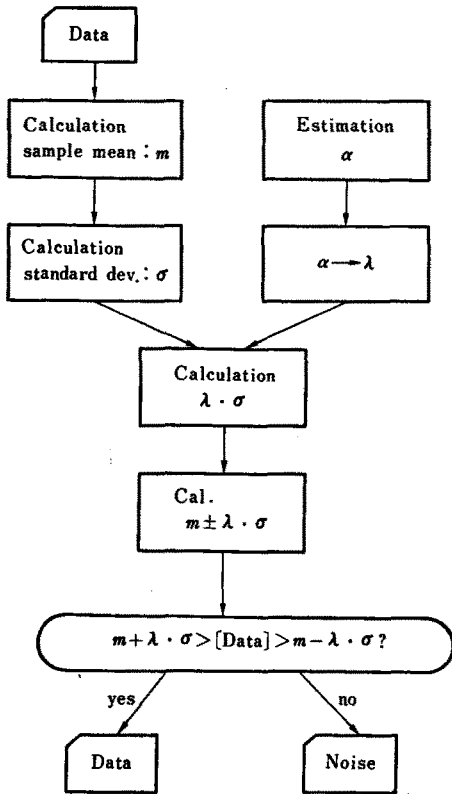 Data
Calculation
sample mean : m
Estimation
α
Calculation
standard dev. : σ
α → λ
Calculation
λ · σ
Cal.
m ± λ · σ
m + λ · σ > [Data] > m − λ · σ ?
yes
no
Data
Noise